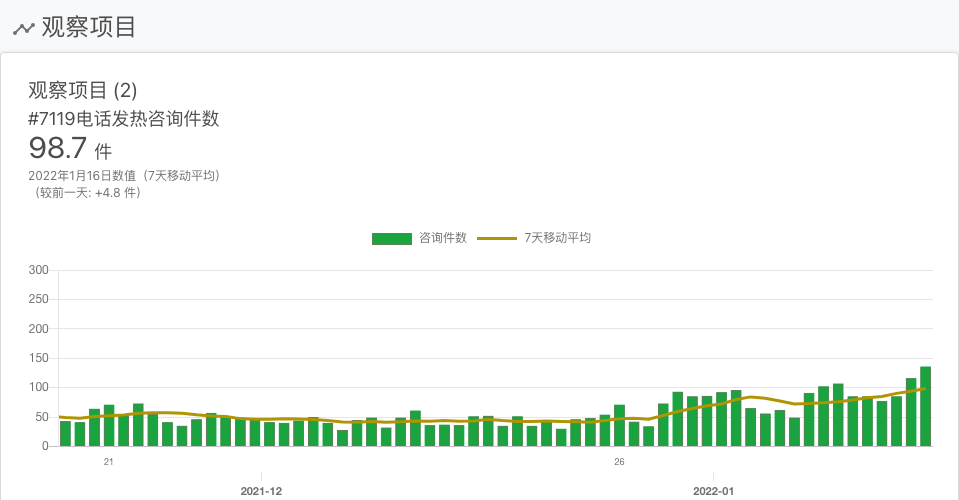 观察项目
观察项目 (2)
#7119电话发热咨询件数
98.7 件
2022年1月16日数值（7天移动平均）
（较前一天: +4.8 件）
咨询件数 7天移动平均
300
250
200
150
100
50
0
21 26
2021-12 2022-01